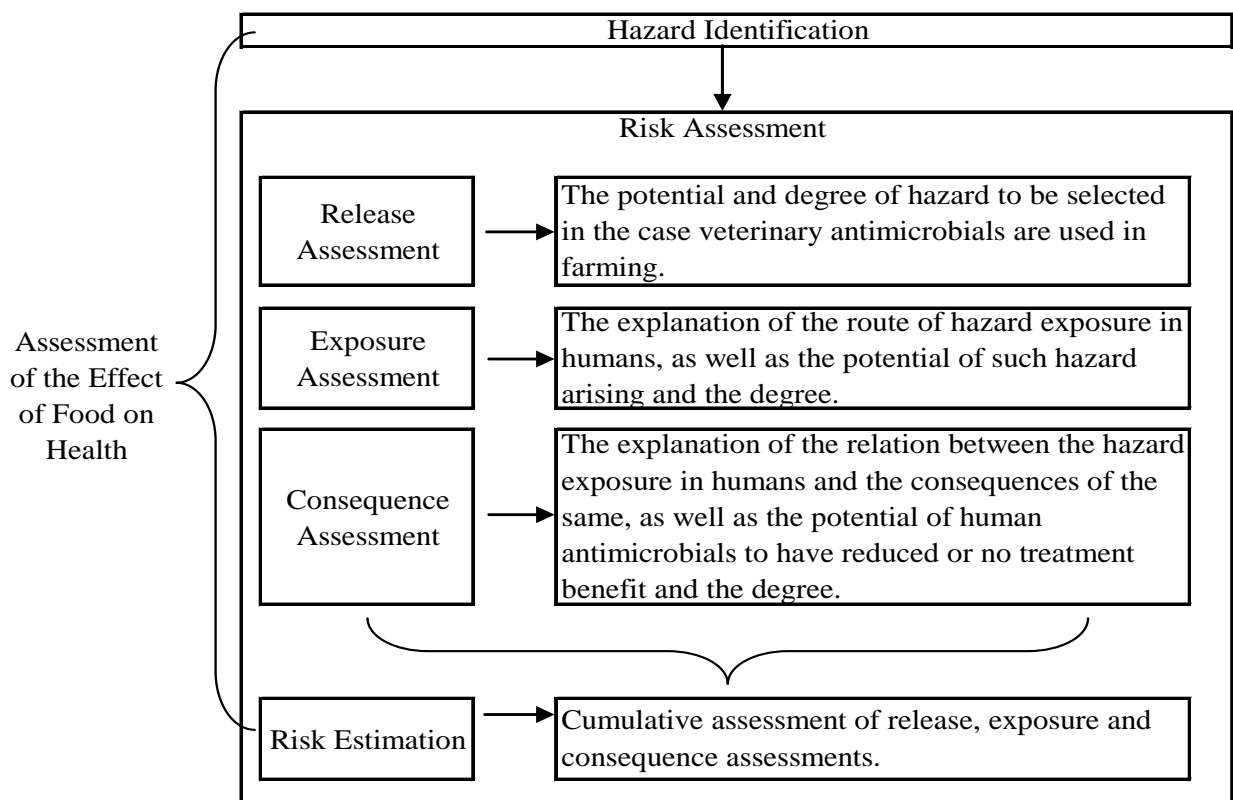 Hazard Identification
Risk Assessment
Release
Assessment
The potential and degree of hazard to be selected
in the case veterinary antimicrobials are used in
farming.
Exposure
Assessment
The explanation of the route of hazard exposure in
humans, as well as the potential of such hazard
arising and the degree.
Assessment
of the Effect
of Food on
Health
Consequence
Assessment
The explanation of the relation between the hazard
exposure in humans and the consequences of the
same, as well as the potential of human
antimicrobials to have reduced or no treatment
benefit and the degree.
Risk Estimation
Cumulative assessment of release, exposure and
consequence assessments.